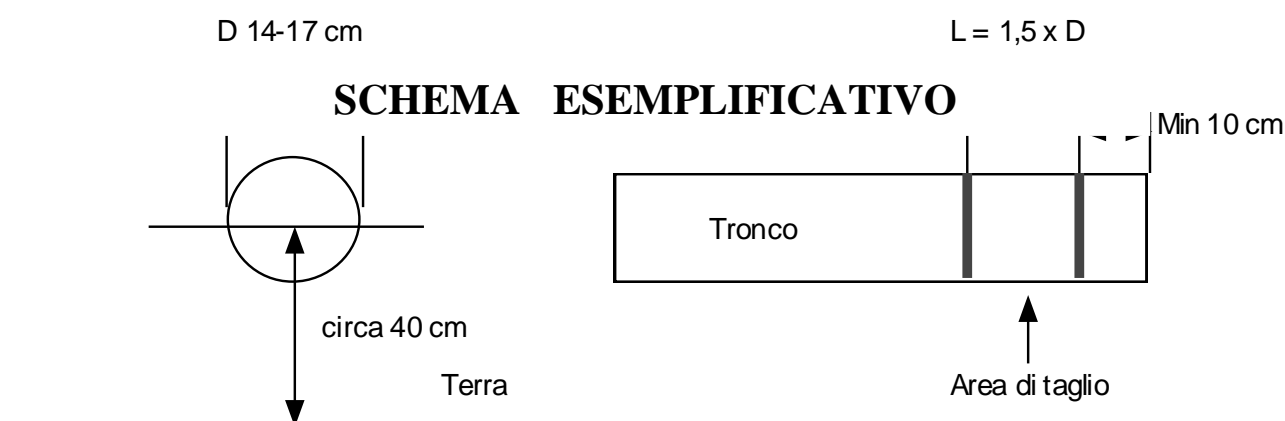 D 14-17 cm
L = 1,5 x D
SCHEMA ESEMPLIFICATIVO
Min 10 cm
Tronco
circa 40 cm
Terra
Area di taglio